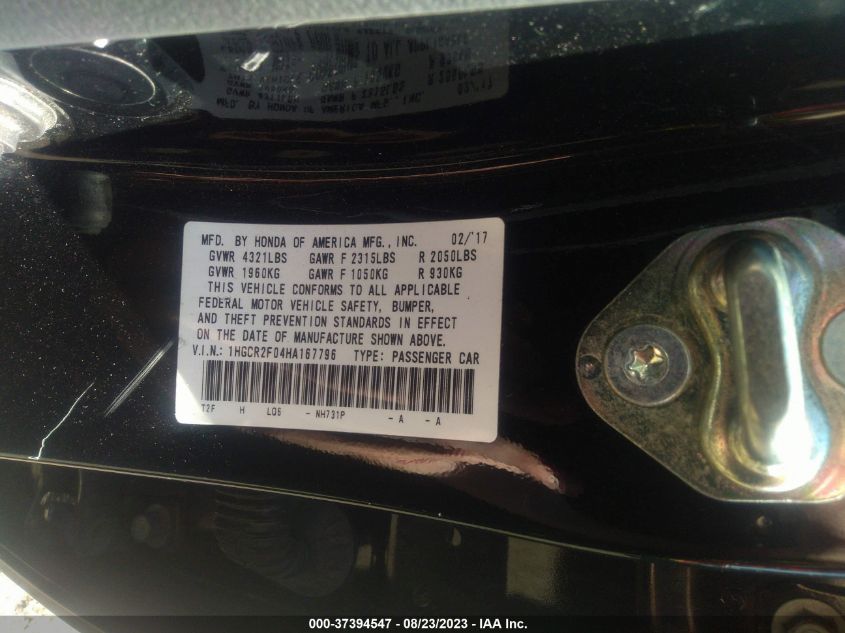 MFD. BY HONDA OF AMERICA MFG., INC. 02/'17
GVWR 4321LBS GAWR F 2315LBS R 2050LBS
GVWR 1960KG GAWR F 1050KG R 930KG
THIS VEHICLE CONFORMS TO ALL APPLICABLE
FEDERAL MOTOR VEHICLE SAFETY, BUMPER,
AND THEFT PREVENTION STANDARDS IN EFFECT
ON THE DATE OF MANUFACTURE SHOWN ABOVE.
V.I.N.: 1HGCR2F04HA167796 TYPE: PASSENGER CAR
T2F H LQ6 - NH731P - A - A
000-37394547 - 08/23/2023 - IAA Inc.